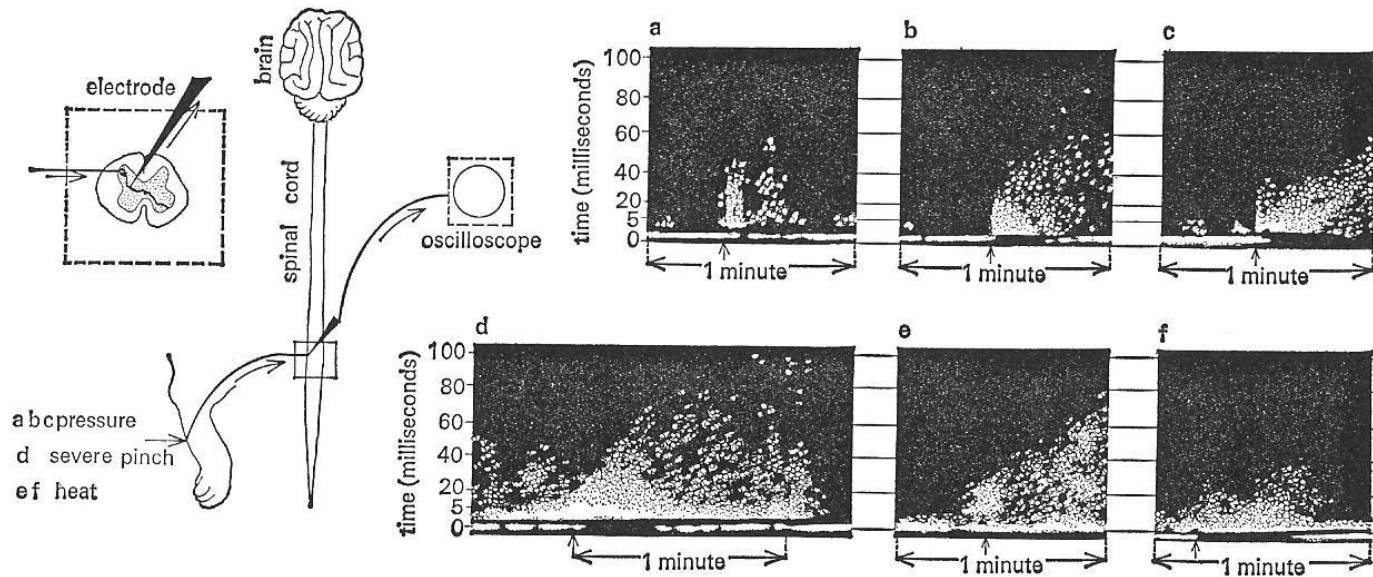 electrode
brain
spinal cord
oscilloscope
a b c pressure
d severe pinch
e f heat
a
b
c
time (milliseconds)
100
80
60
40
20
5
0
1 minute
1 minute
1 minute
d
e
f
time (milliseconds)
100
80
60
40
20
5
0
1 minute
1 minute
1 minute